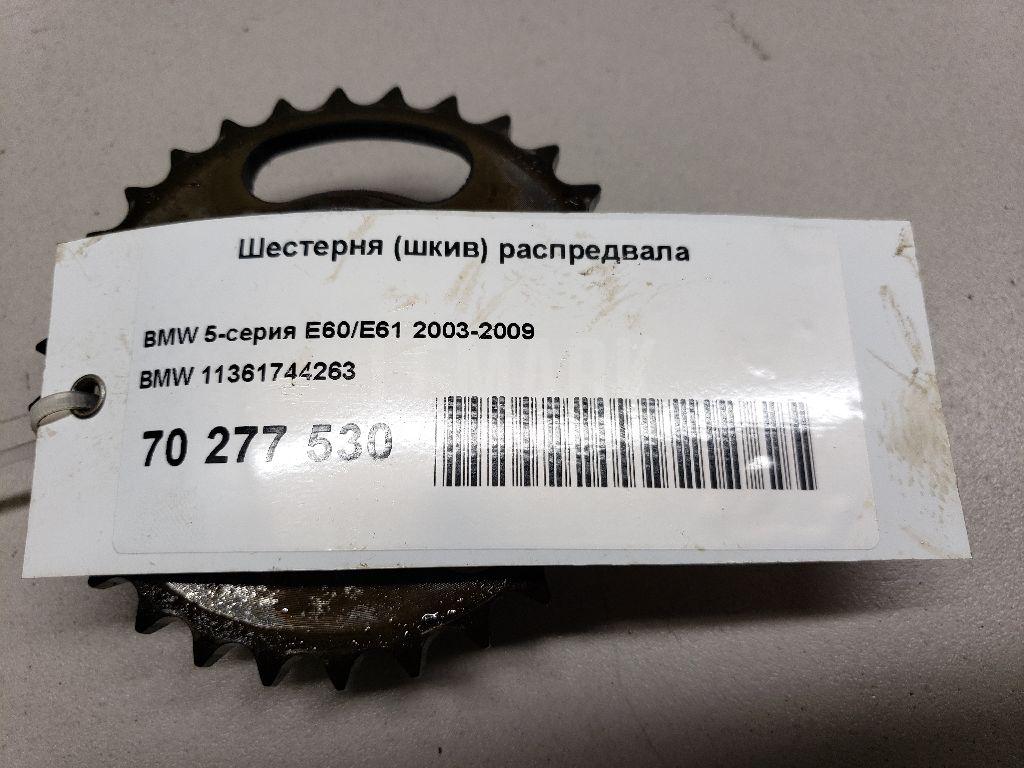 Шестерня (шкив) распредвала
BMW 5-серия E60/E61 2003-2009
BMW 11361744263
70 277 530